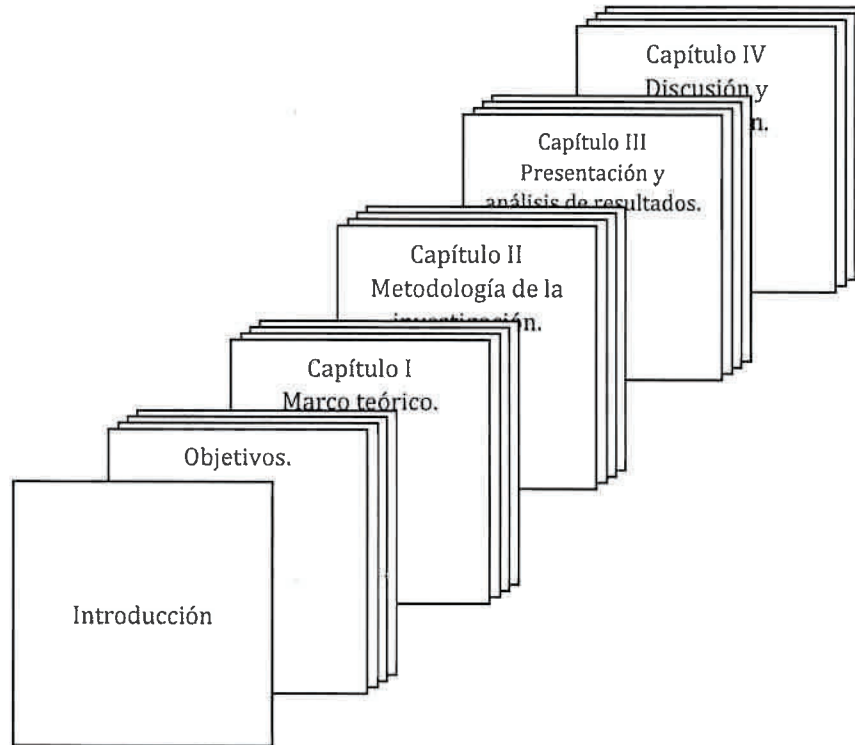 Capítulo IV
Discusión y
Capítulo III
Presentación y
análisis de resultados.
Capítulo II
Metodología de la
investigación.
Capítulo I
Marco teórico.
Objetivos.
Introducción